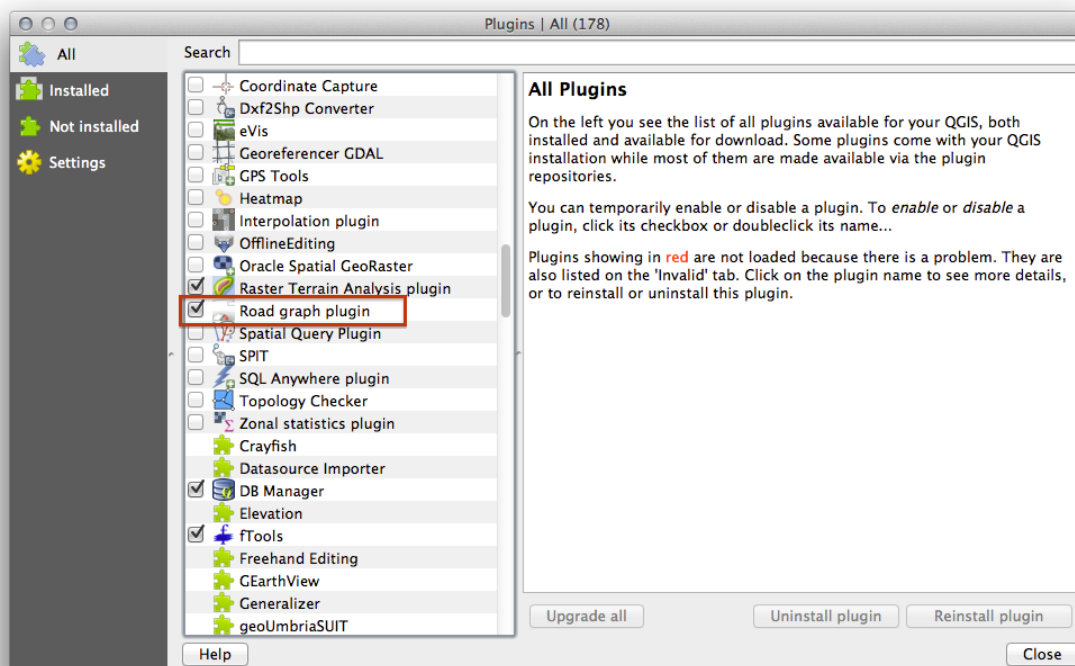 Plugins | All (178)
All
Installed
Not installed
Settings
Search
Coordinate Capture
Dxf2Shp Converter
eVis
Georeferencer GDAL
GPS Tools
Heatmap
Interpolation plugin
OfflineEditing
Oracle Spatial GeoRaster
Raster Terrain Analysis plugin
Road graph plugin
Spatial Query Plugin
SPIT
SQL Anywhere plugin
Topology Checker
Zonal statistics plugin
Crayfish
Datasource Importer
DB Manager
Elevation
fTools
Freehand Editing
GEarthView
Generalizer
geoUmbriaSUIT
All Plugins
On the left you see the list of all plugins available for your QGIS, both
installed and available for download. Some plugins come with your QGIS
installation while most of them are made available via the plugin
repositories.
You can temporarily enable or disable a plugin. To enable or disable a
plugin, click its checkbox or doubleclick its name...
Plugins showing in red are not loaded because there is a problem. They are
also listed on the 'Invalid' tab. Click on the plugin name to see more details,
or to reinstall or uninstall this plugin.
Upgrade all
Uninstall plugin
Reinstall plugin
Help
Close